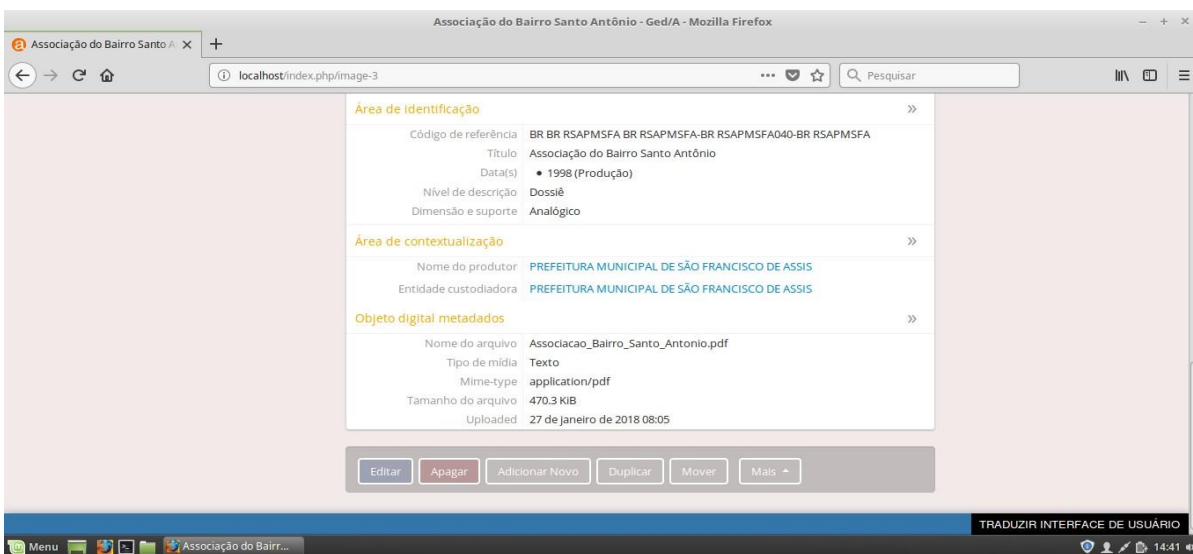 Associação do Bairro Santo Antônio - Ged/A - Mozilla Firefox
Associação do Bairro Santo A
localhost/index.php/image-3
Pesquisar
Área de identificação
Código de referência BR BR RSAPMSFA BR RSAPMSFA-BR RSAPMSFA040-BR RSAPMSFA
Título Associação do Bairro Santo Antônio
Data(s) • 1998 (Produção)
Nível de descrição Dossiê
Dimensão e suporte Analógico
Área de contextualização
Nome do produtor PREFEITURA MUNICIPAL DE SÃO FRANCISCO DE ASSIS
Entidade custodiadora PREFEITURA MUNICIPAL DE SÃO FRANCISCO DE ASSIS
Objeto digital metadados
Nome do arquivo Associacao_Bairro_Santo_Antonio.pdf
Tipo de mídia Texto
Mime-type application/pdf
Tamanho do arquivo 470.3 KiB
Uploaded 27 de janeiro de 2018 08:05
Editar Apagar Adicionar Novo Duplicar Mover Mais
TRADUZIR INTERFACE DE USUÁRIO
Menu Associação do Bairr... 14:41